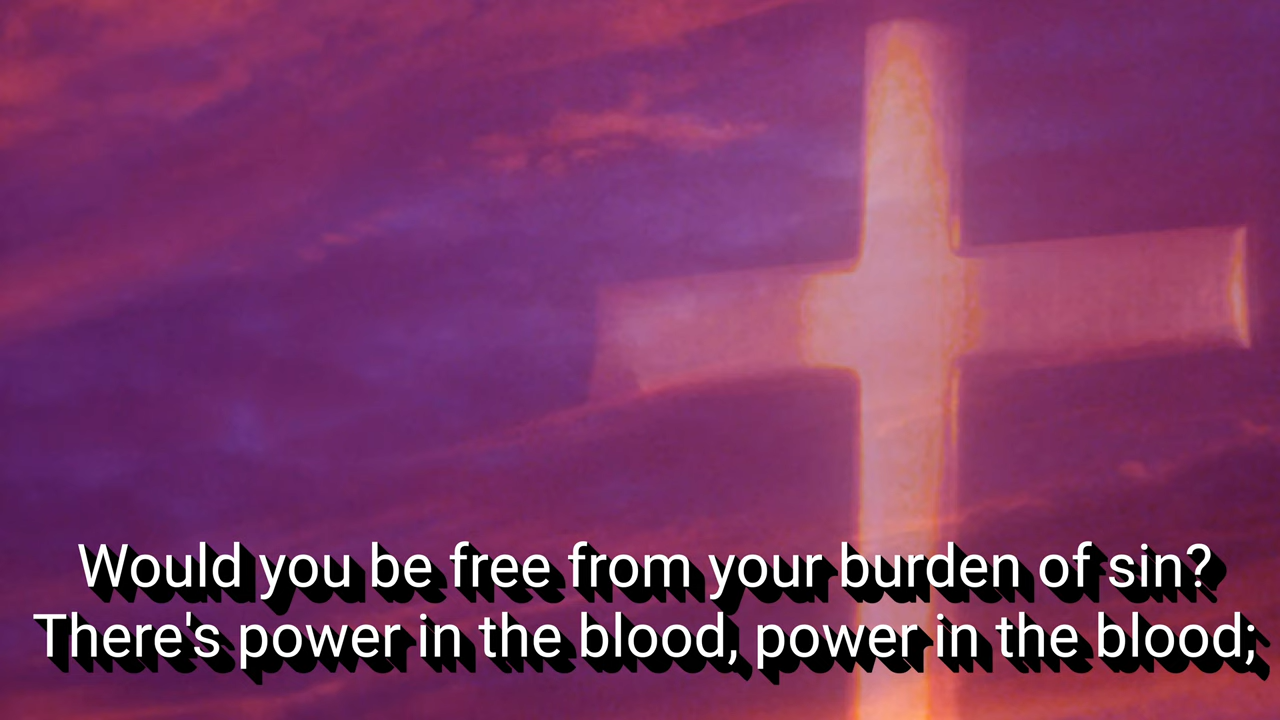 Would you be free from your burden of sin?
There's power in the blood, power in the blood;